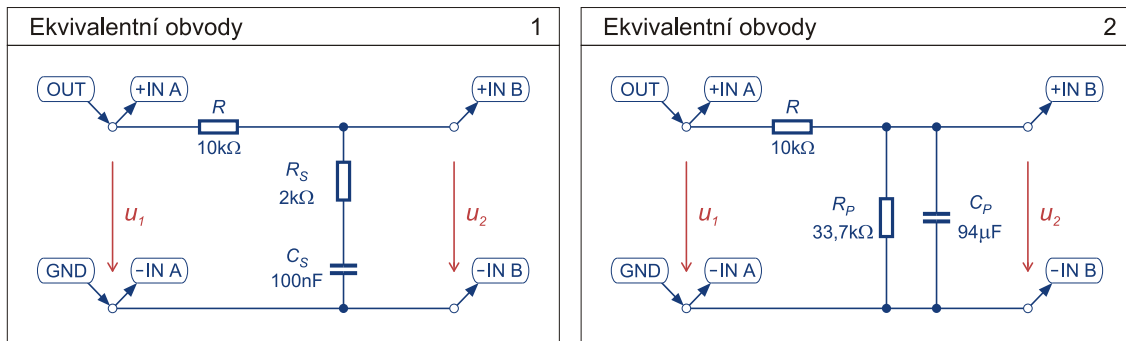 Ekvivalentní obvody 1
OUT +IN A +IN B
R
10kΩ
R_S
2kΩ
u_1 u_2
C_S
100nF
GND −IN A −IN B
Ekvivalentní obvody 2
OUT +IN A +IN B
R
10kΩ
R_P
33,7kΩ
C_P
94µF
u_1 u_2
GND −IN A −IN B